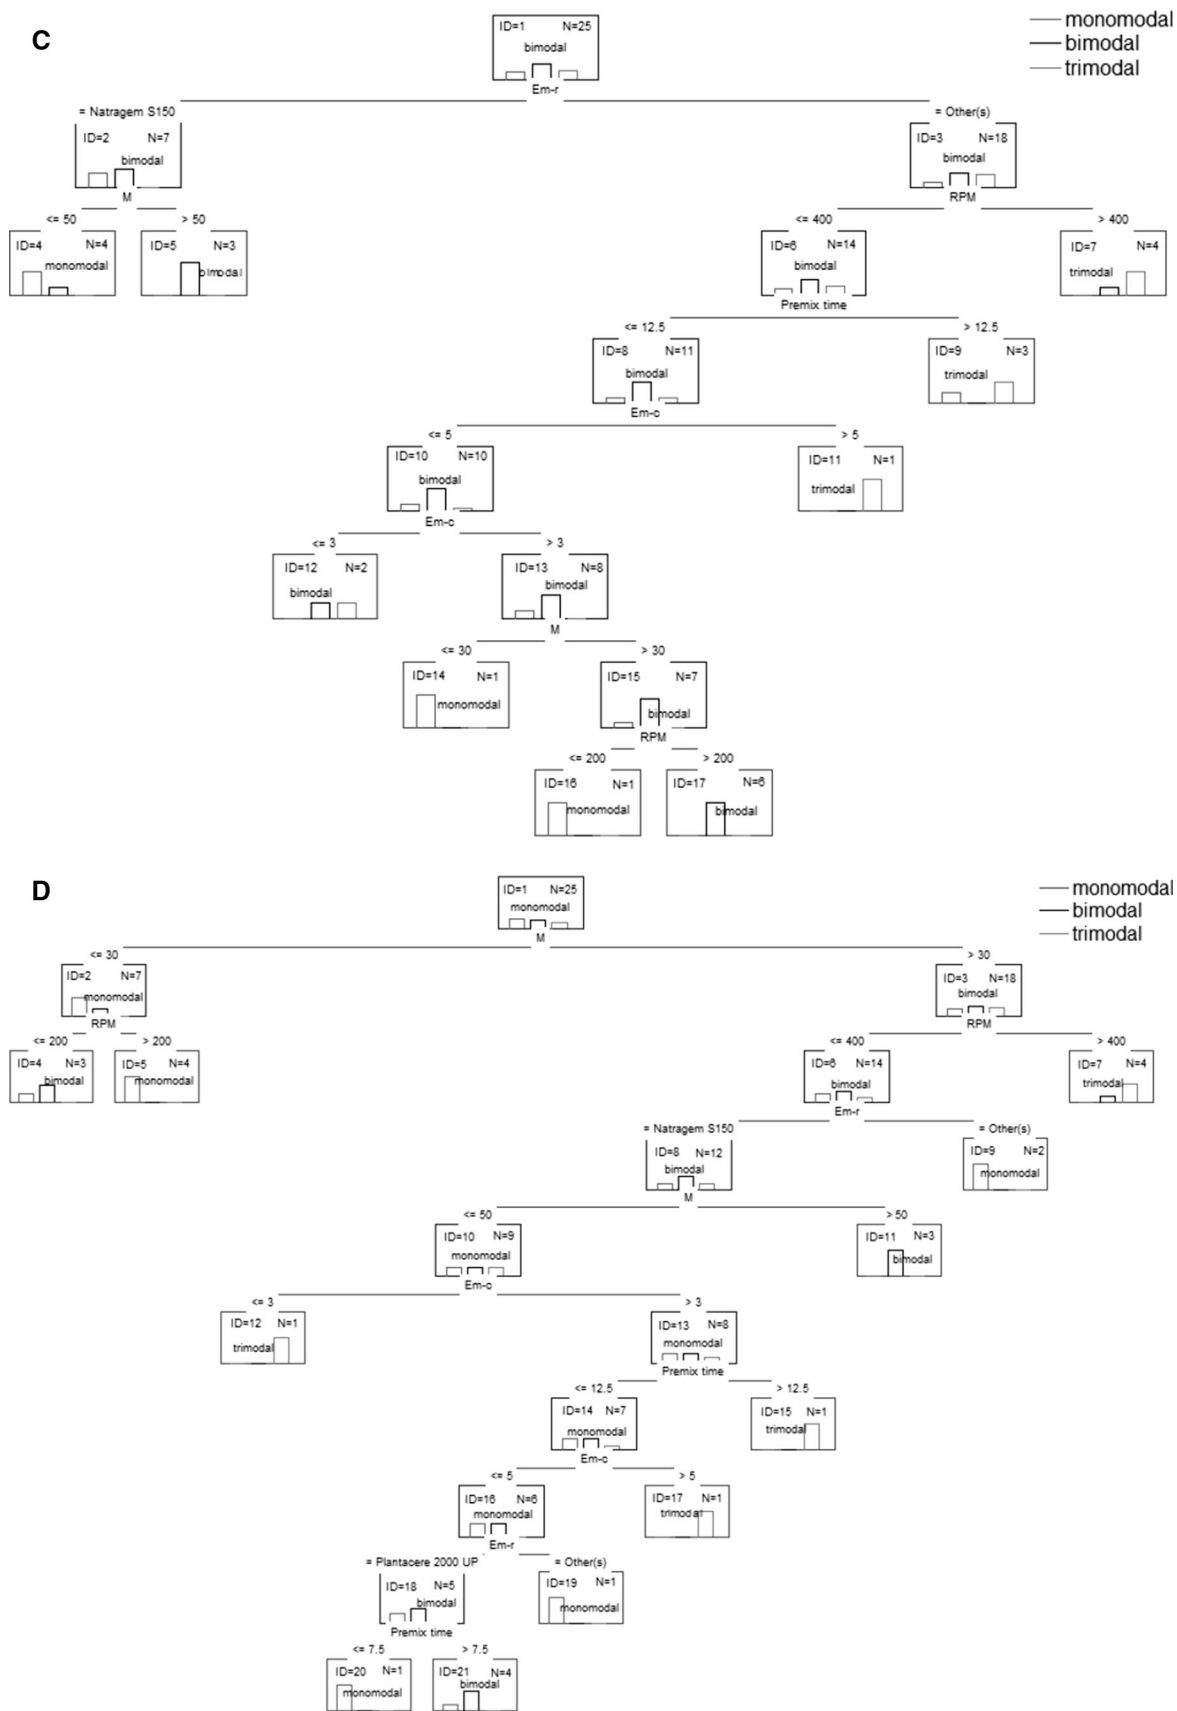 C
monomodal
bimodal
trimodal
ID=1 N=25
bimodal
Em-r
= Natragem S150
= Other(s)
ID=2 N=7
bimodal
M
ID=3 N=18
bimodal
RPM
<= 50
> 50
<= 400
> 400
ID=4 N=4
monomodal
ID=5 N=3
bimodal
ID=6 N=14
bimodal
Premix time
ID=7 N=4
trimodal
<= 12.5
> 12.5
ID=8 N=11
bimodal
Em-c
ID=9 N=3
trimodal
<= 5
> 5
ID=10 N=10
bimodal
Em-c
ID=11 N=1
trimodal
<= 3
> 3
ID=12 N=2
bimodal
ID=13 N=8
bimodal
M
<= 30
> 30
ID=14 N=1
monomodal
ID=15 N=7
bimodal
RPM
<= 200
> 200
ID=16 N=1
monomodal
ID=17 N=6
bimodal
D
monomodal
bimodal
trimodal
ID=1 N=25
monomodal
M
<= 30
> 30
ID=2 N=7
monomodal
RPM
ID=3 N=18
bimodal
RPM
<= 200
> 200
<= 400
> 400
ID=4 N=3
bimodal
ID=5 N=4
monomodal
ID=6 N=14
bimodal
Em-r
ID=7 N=4
trimodal
= Natragem S150
= Other(s)
ID=8 N=12
bimodal
M
ID=9 N=2
monomodal
<= 50
> 50
ID=10 N=9
monomodal
Em-c
ID=11 N=3
bimodal
<= 3
> 3
ID=12 N=1
trimodal
ID=13 N=8
monomodal
Premix time
<= 12.5
> 12.5
ID=14 N=7
monomodal
Em-c
ID=15 N=1
trimodal
<= 5
> 5
ID=16 N=6
monomodal
Em-r
ID=17 N=1
trimodal
= Plantacere 2000 UP
= Other(s)
ID=18 N=5
bimodal
Premix time
ID=19 N=1
monomodal
<= 7.5
> 7.5
ID=20 N=1
monomodal
ID=21 N=4
bimodal